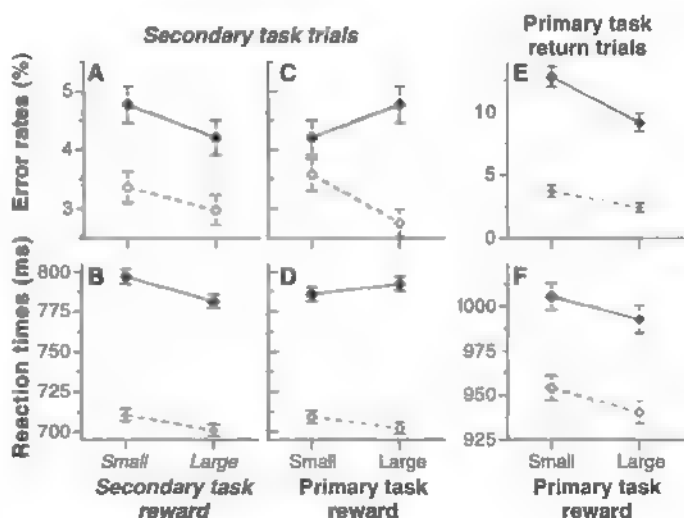 Secondary task trials
Primary task
return trials
Error rates (%)
A
C
E
5
4
3
10
5
0
Reaction times (ms)
B
D
F
800
775
725
700
1000
975
950
925
Small
Large
Small
Large
Small
Large
Secondary task
reward
Primary task
reward
Primary task
reward